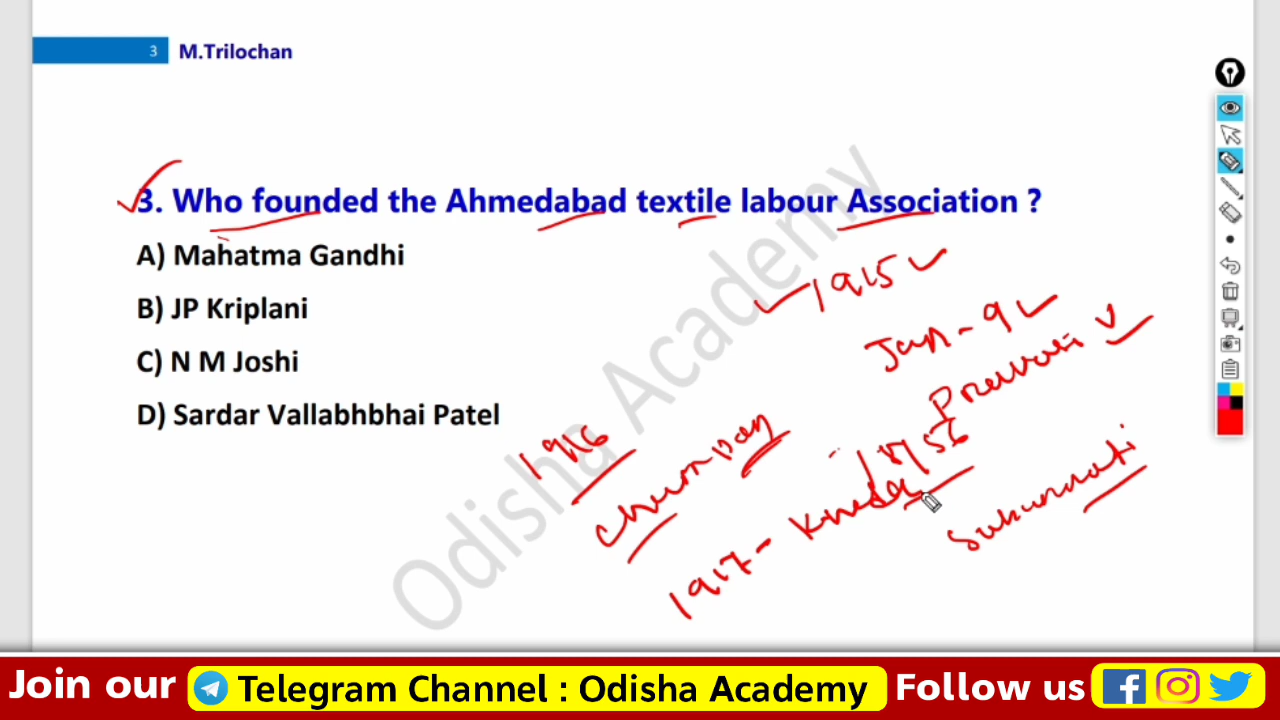 3 M.Trilochan
3. Who founded the Ahmedabad textile labour Association ?
A) Mahatma Gandhi
B) JP Kriplani
C) N M Joshi
D) Sardar Vallabhbhai Patel
Odisha Academy
1915
Jan - 9
1916
1917 - Kheda
Join our Telegram Channel : Odisha Academy Follow us